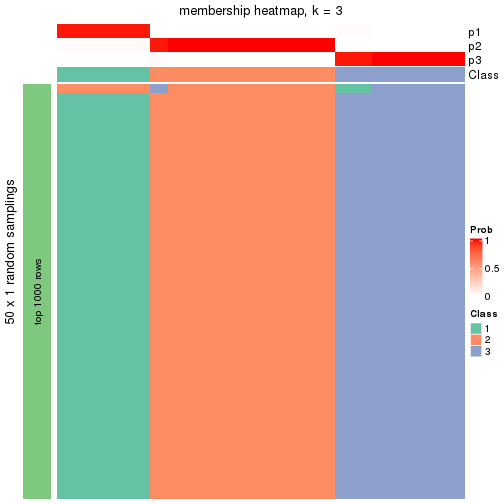 membership heatmap, k = 3
p1
p2
p3
Class
50 x 1 random samplings
top 1000 rows
Prob
1
0.5
0
Class
1
2
3